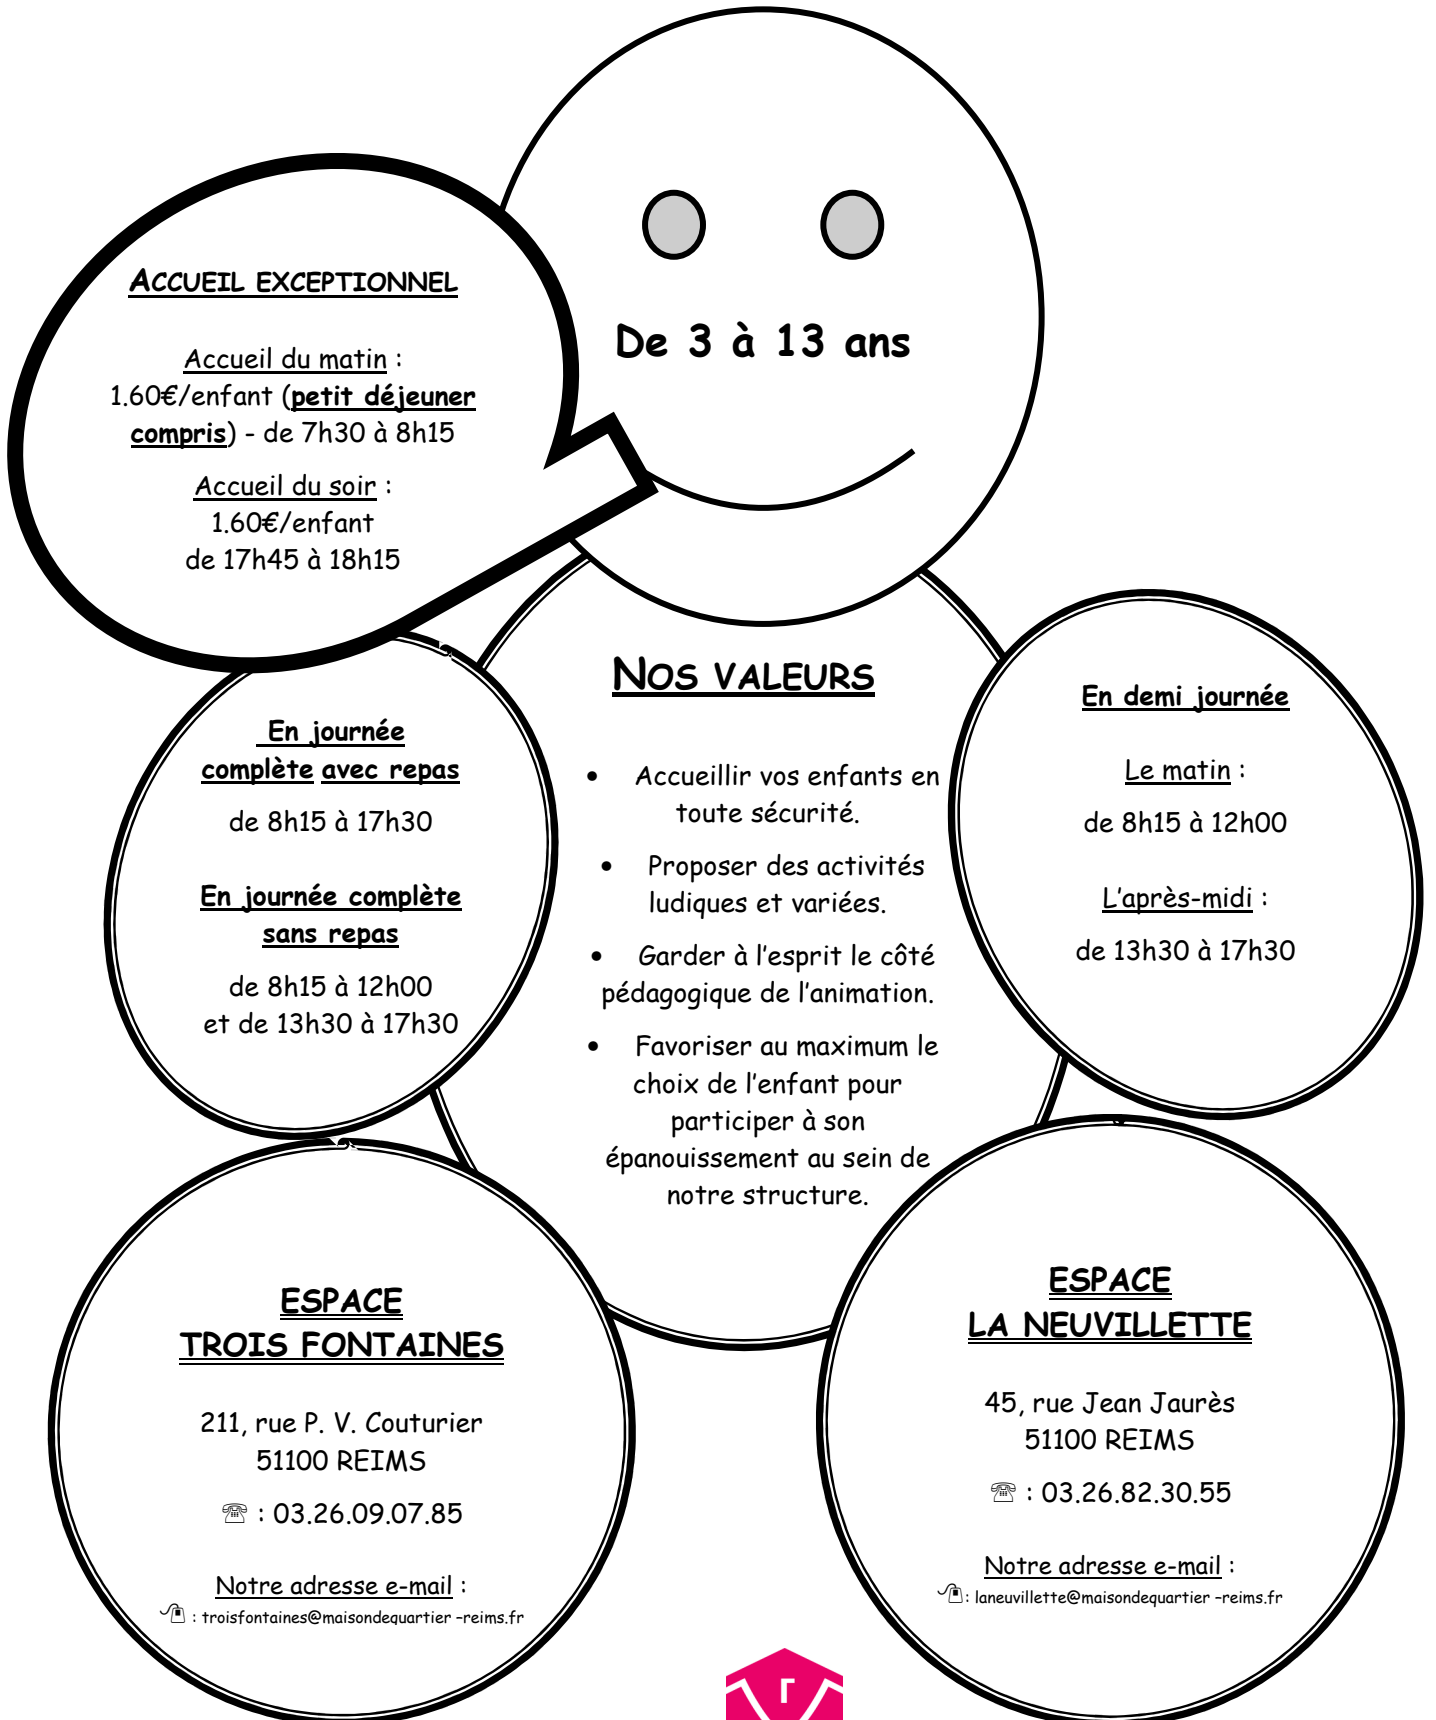 De 3 à 13 ans
ACCUEIL EXCEPTIONNEL
Accueil du matin :
1.60€/enfant (petit déjeuner
compris) - de 7h30 à 8h15
Accueil du soir :
1.60€/enfant
de 17h45 à 18h15
En journée
complète avec repas
de 8h15 à 17h30
En journée complète
sans repas
de 8h15 à 12h00
et de 13h30 à 17h30
NOS VALEURS
• Accueillir vos enfants en
toute sécurité.
• Proposer des activités
ludiques et variées.
• Garder à l'esprit le côté
pédagogique de l'animation.
• Favoriser au maximum le
choix de l'enfant pour
participer à son
épanouissement au sein de
notre structure.
En demi journée
Le matin :
de 8h15 à 12h00
L'après-midi :
de 13h30 à 17h30
ESPACE
TROIS FONTAINES
211, rue P. V. Couturier
51100 REIMS
☏ : 03.26.09.07.85
Notre adresse e-mail :
: troisfontaines@maisondequartier –reims.fr
ESPACE
LA NEUVILLETTE
45, rue Jean Jaurès
51100 REIMS
☏ : 03.26.82.30.55
Notre adresse e-mail :
: laneuvillette@maisondequartier –reims.fr